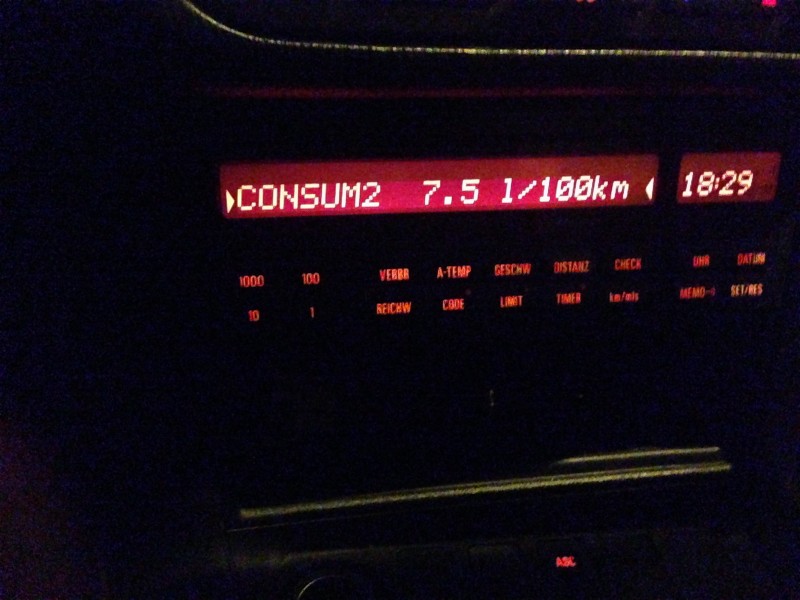 CONSUM2 7.5 l/100km 18:29
1000 100 VERBR A-TEMP GESCHW DISTANZ CHECK UHR DATUM
10 1 REICHW CODE LIMIT TIMER km/mls MEMO SET/RES
ASC